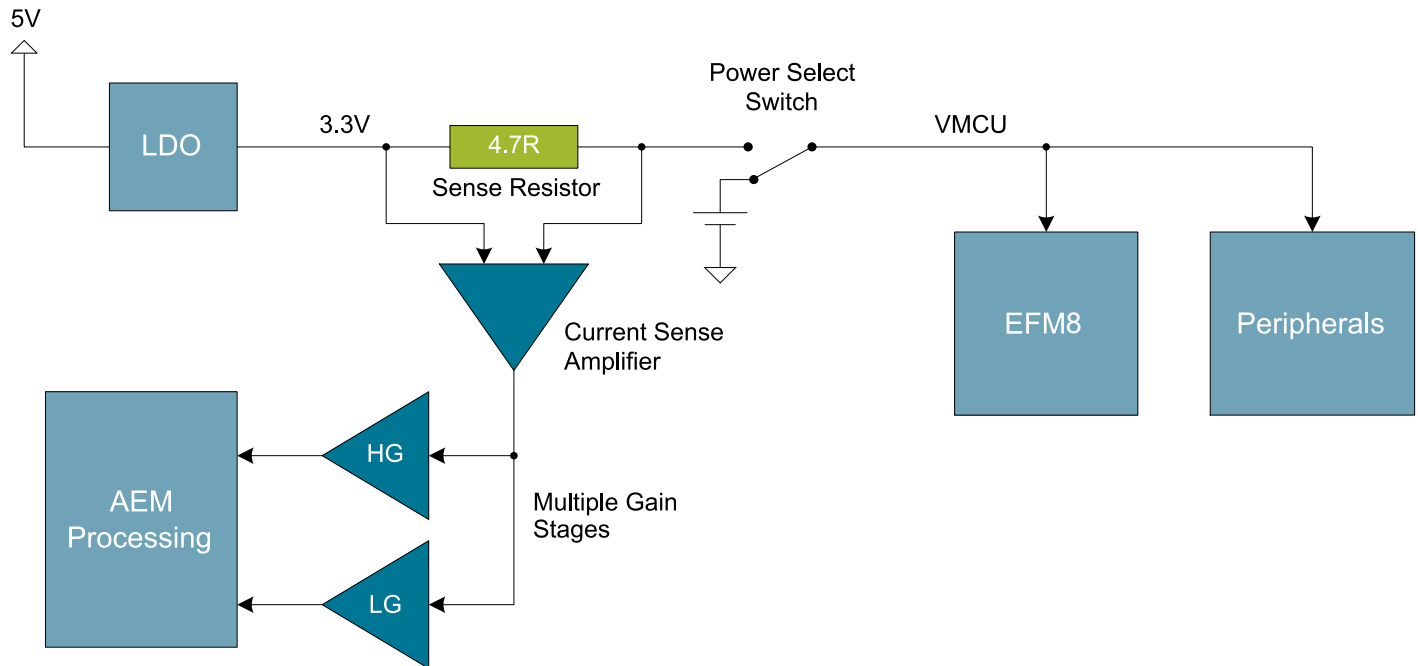 5V
LDO
3.3V
4.7R
Sense Resistor
Power Select
Switch
VMCU
Current Sense
Amplifier
EFM8
Peripherals
AEM
Processing
HG
Multiple Gain
Stages
LG